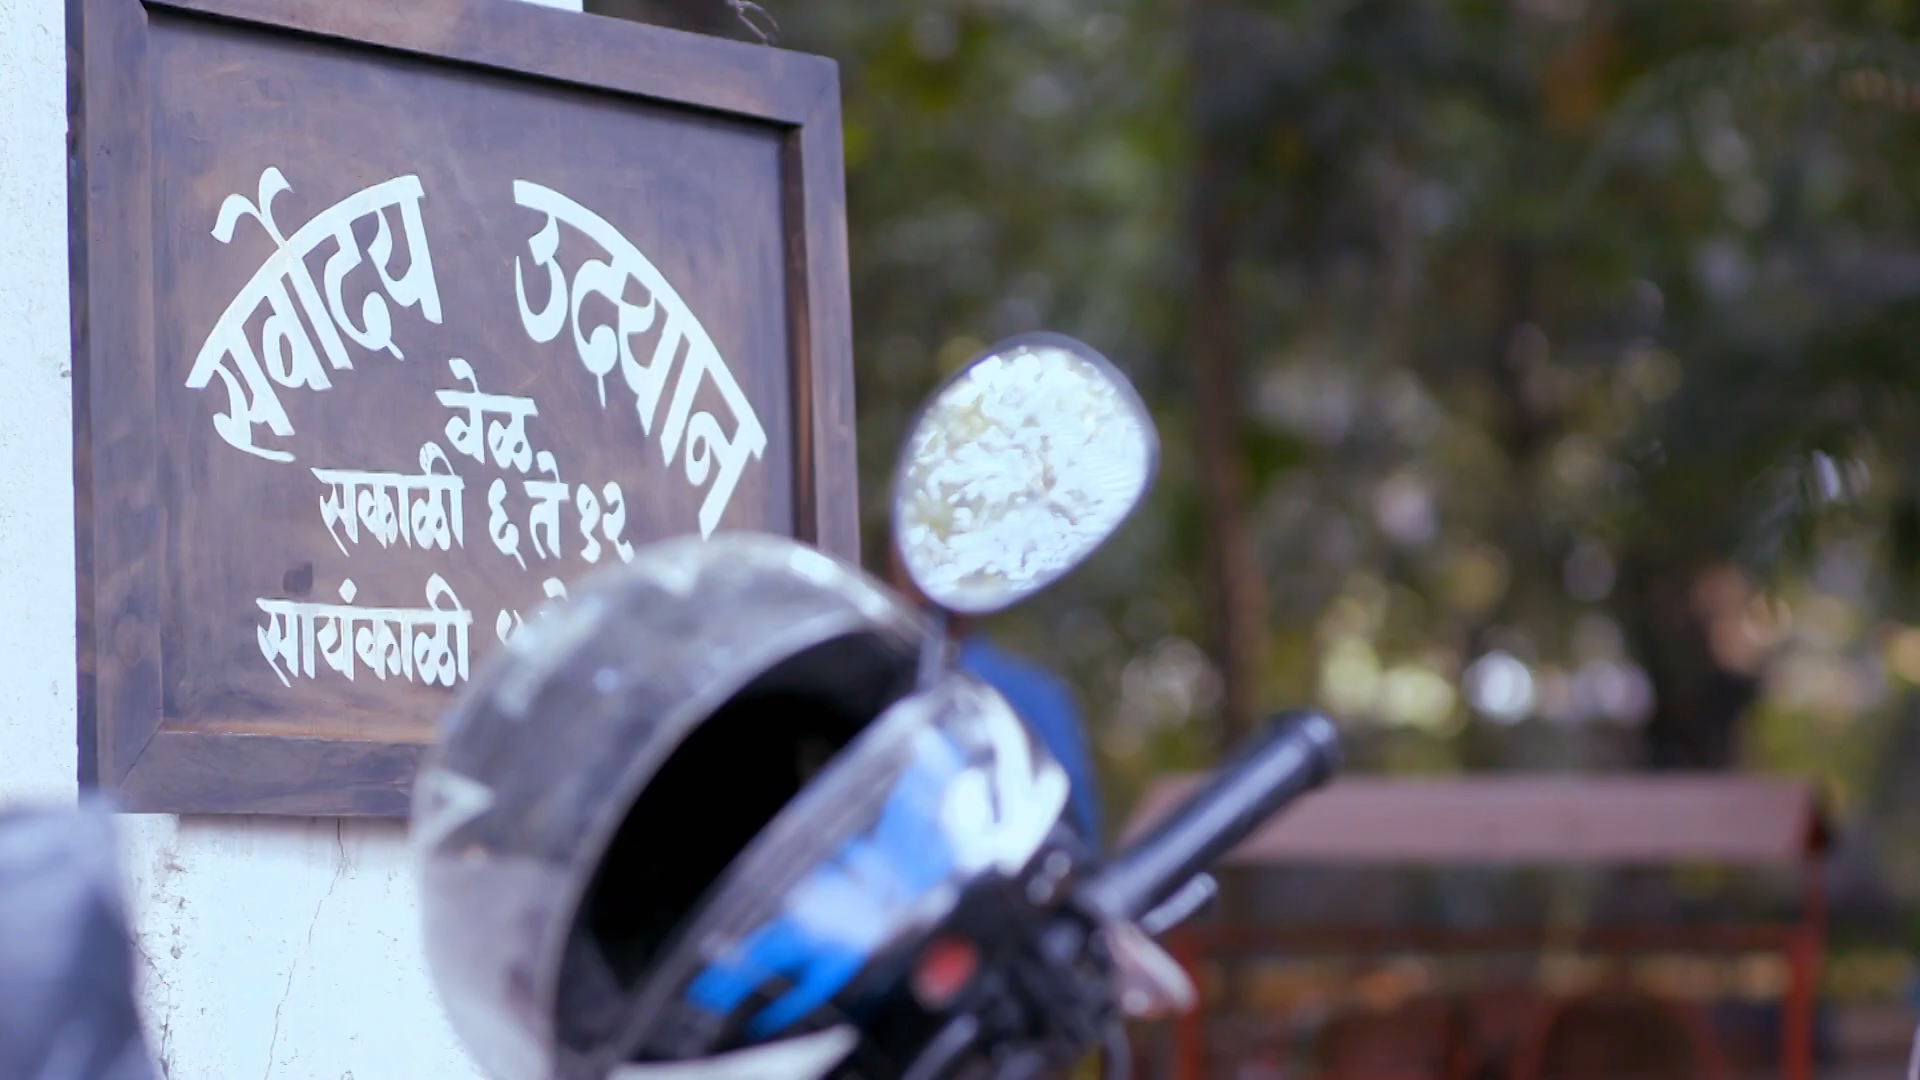 सर्वोदय उद्यान
वेळ
सकाळी ६ ते १२
सायंकाळी